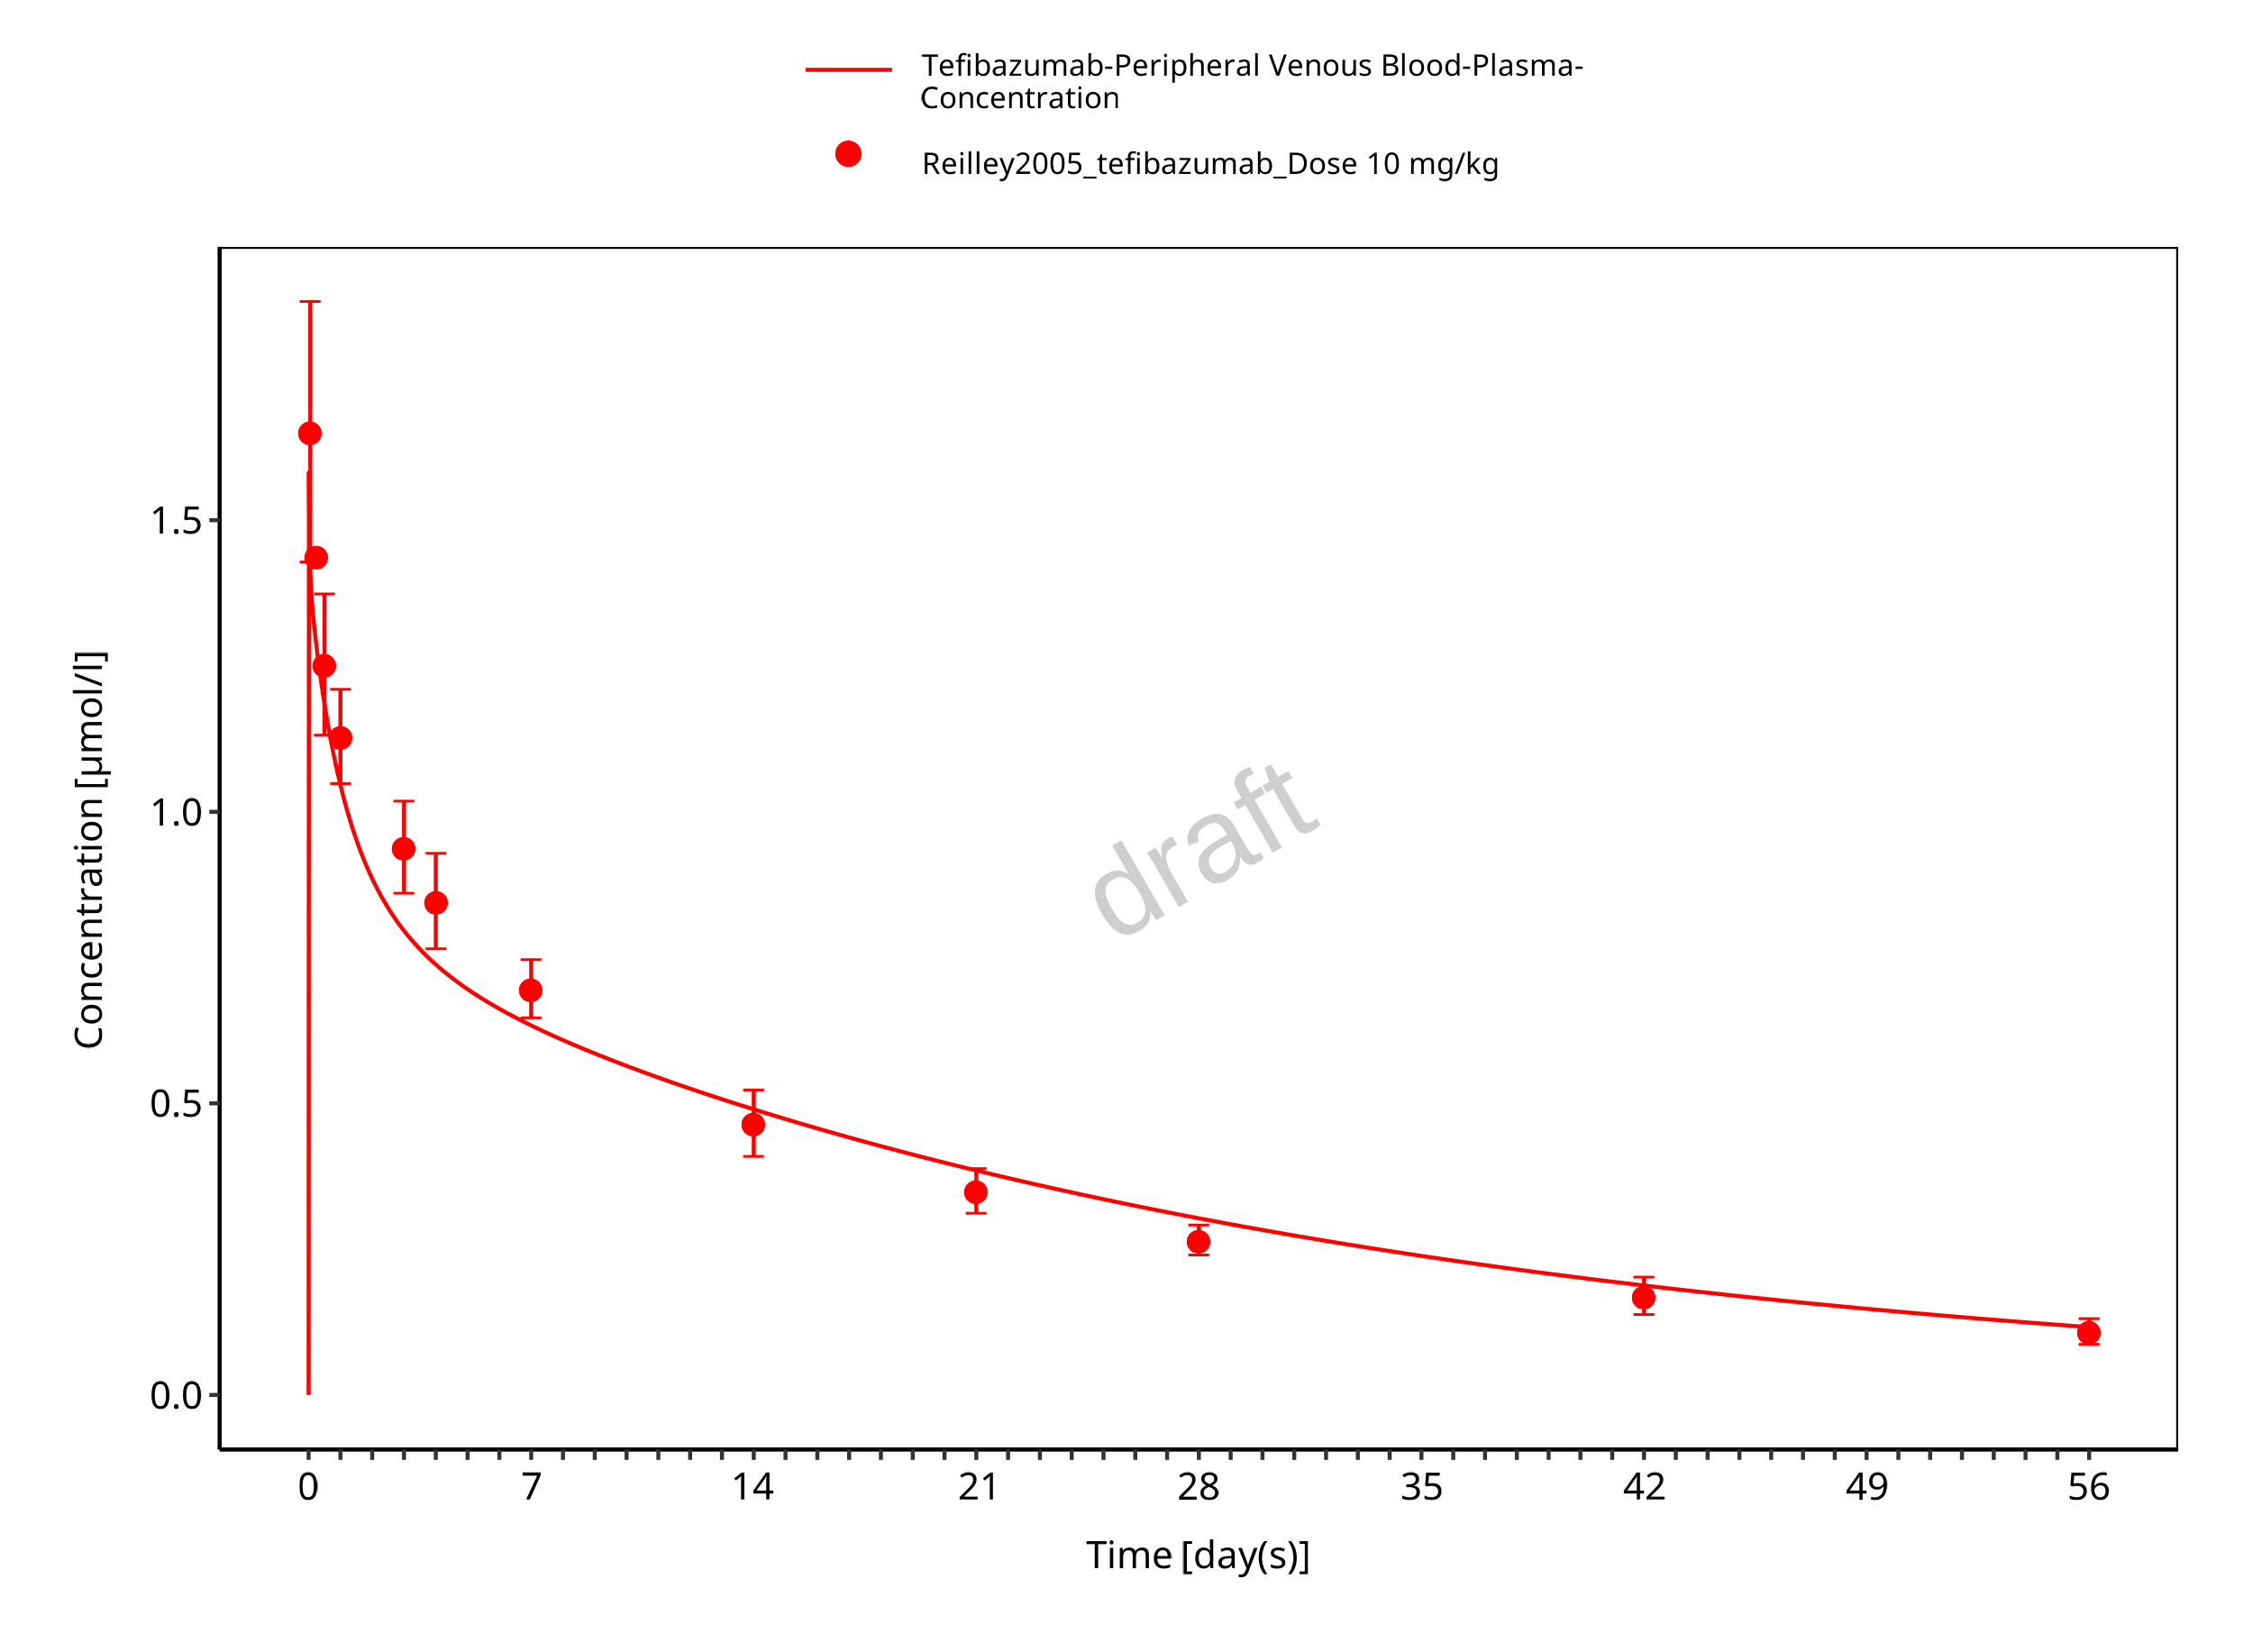 Tefibazumab-Peripheral Venous Blood-Plasma-
Concentration
Reilley2005_tefibazumab_Dose 10 mg/kg
Concentration [µmol/l]
1.5
1.0
0.5
0.0
draft
0 7 14 21 28 35 42 49 56
Time [day(s)]